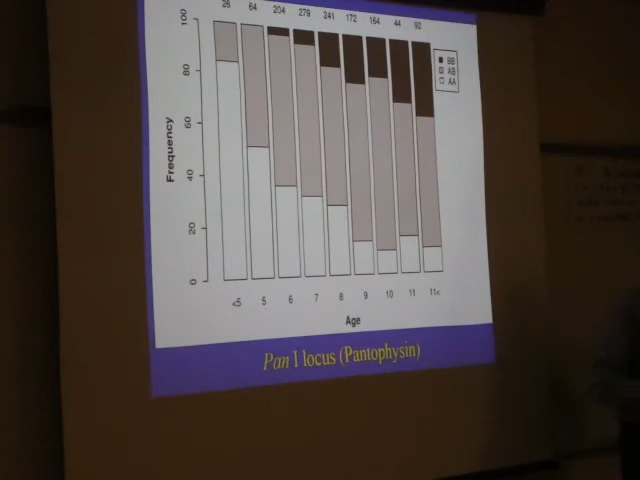 26 64 204 279 241 172 164 44 92
100
80
60
40
20
0
Frequency
BB
AB
AA
<5 5 6 7 8 9 10 11 11<
Age
Pan I locus (Pantophysin)